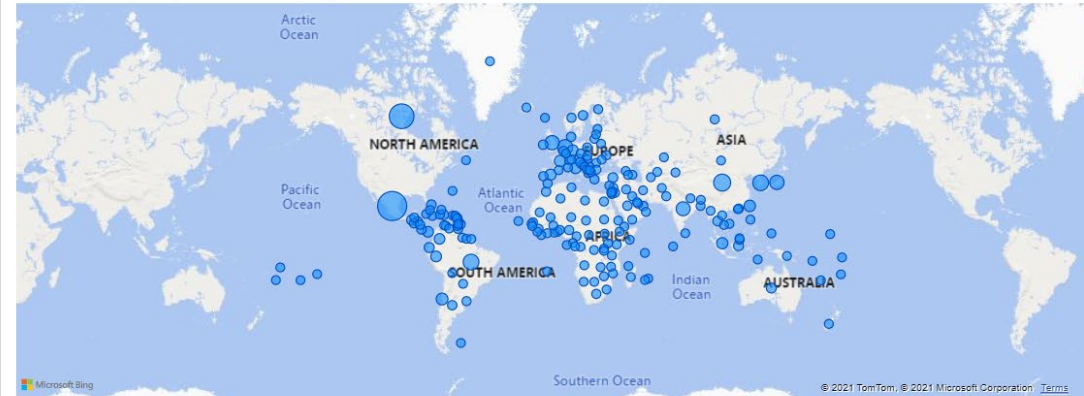 Arctic
Ocean
NORTH AMERICA
EUROPE
ASIA
Pacific
Ocean
Atlantic
Ocean
AFRICA
SOUTH AMERICA
Indian
Ocean
AUSTRALIA
Southern Ocean
Microsoft Bing
© 2021 TomTom, © 2021 Microsoft Corporation Terms